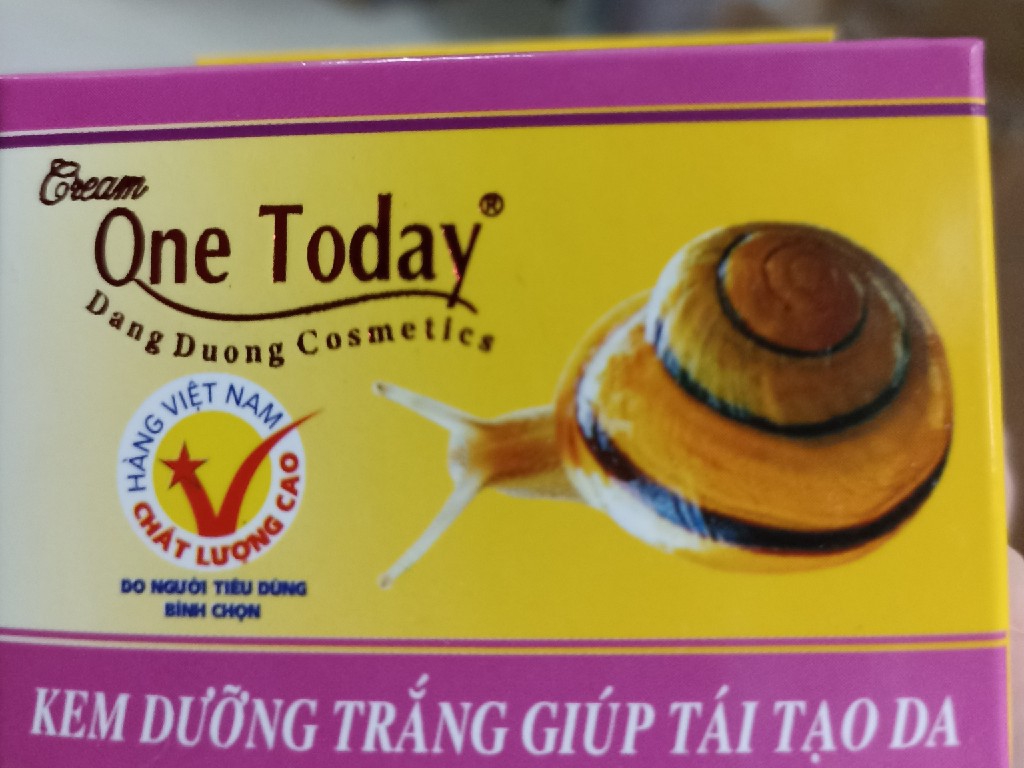 Cream
One Today®
Dang Duong Cosmetics
HÀNG VIỆT NAM
CHẤT LƯỢNG CAO
DO NGƯỜI TIÊU DÙNG
BÌNH CHỌN
KEM DƯỠNG TRẮNG GIÚP TÁI TẠO DA